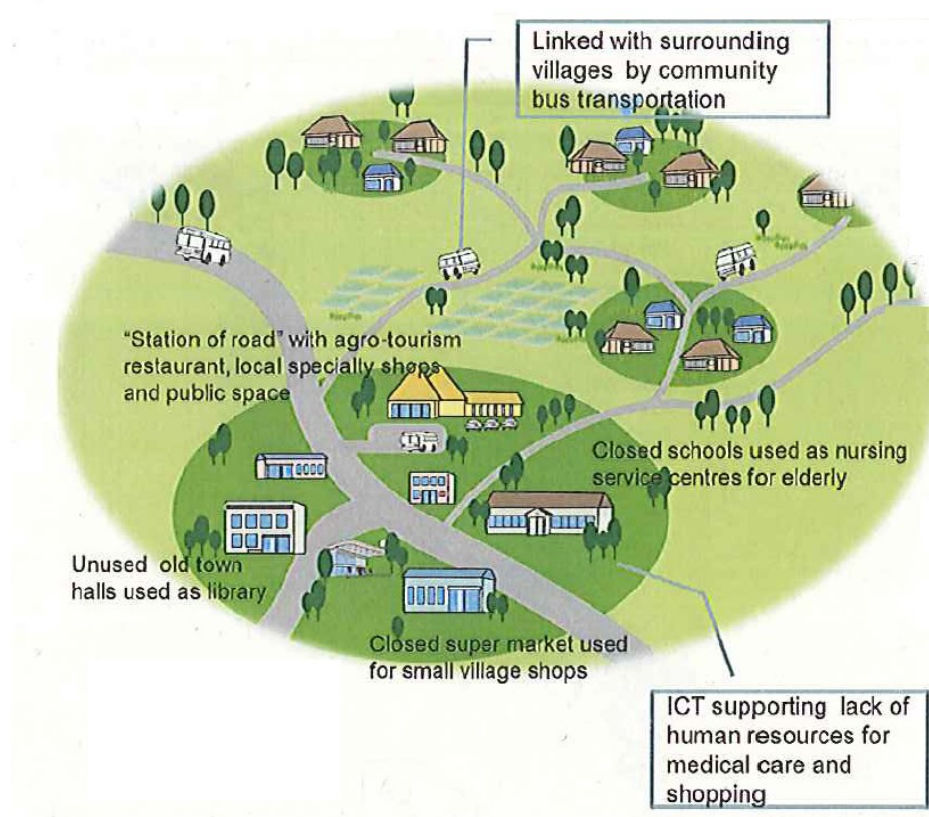 Linked with surrounding
villages by community
bus transportation
"Station of road" with agro-tourism
restaurant, local specialty shops
and public space
Closed schools used as nursing
service centres for elderly
Unused old town
halls used as library
Closed super market used
for small village shops
ICT supporting lack of
human resources for
medical care and
shopping